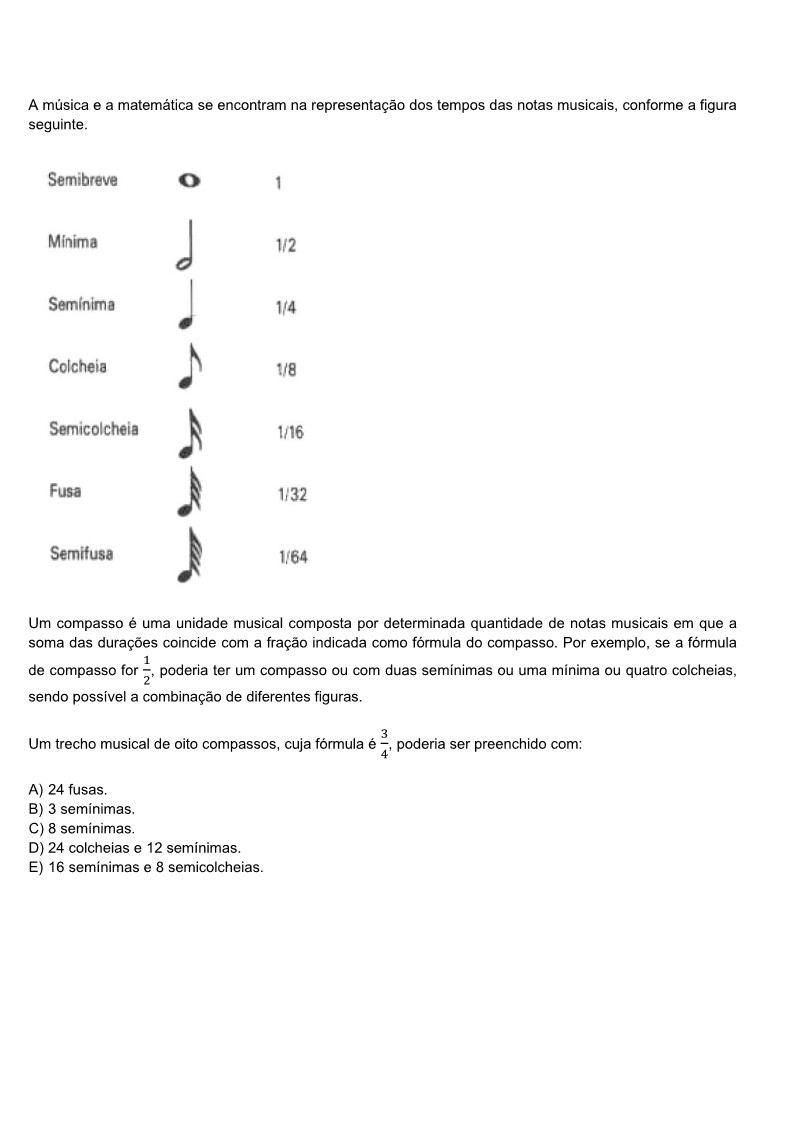 A música e a matemática se encontram na representação dos tempos das notas musicais, conforme a figura
seguinte.
Semibreve 1
Mínima 1/2
Semínima 1/4
Colcheia 1/8
Semicolcheia 1/16
Fusa 1/32
Semifusa 1/64
Um compasso é uma unidade musical composta por determinada quantidade de notas musicais em que a
soma das durações coincide com a fração indicada como fórmula do compasso. Por exemplo, se a fórmula
de compasso for 1/2, poderia ter um compasso ou com duas semínimas ou uma mínima ou quatro colcheias,
sendo possível a combinação de diferentes figuras.
Um trecho musical de oito compassos, cuja fórmula é 3/4, poderia ser preenchido com:
A) 24 fusas.
B) 3 semínimas.
C) 8 semínimas.
D) 24 colcheias e 12 semínimas.
E) 16 semínimas e 8 semicolcheias.